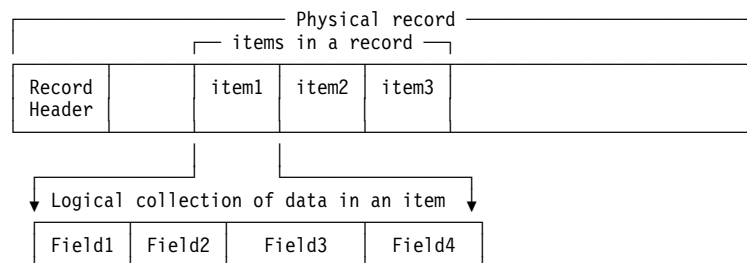 Physical record
items in a record
Record Header item1 item2 item3
Logical collection of data in an item
Field1 Field2 Field3 Field4